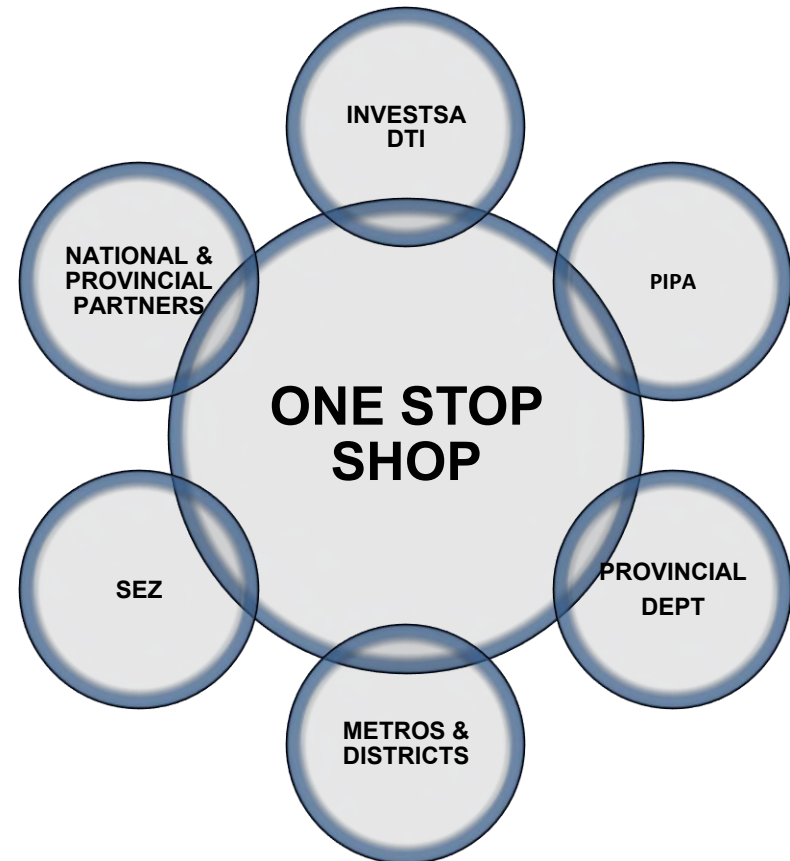 INVESTSA
DTI
NATIONAL &
PROVINCIAL
PARTNERS
PIPA
ONE STOP
SHOP
SEZ
PROVINCIAL
DEPT
METROS &
DISTRICTS